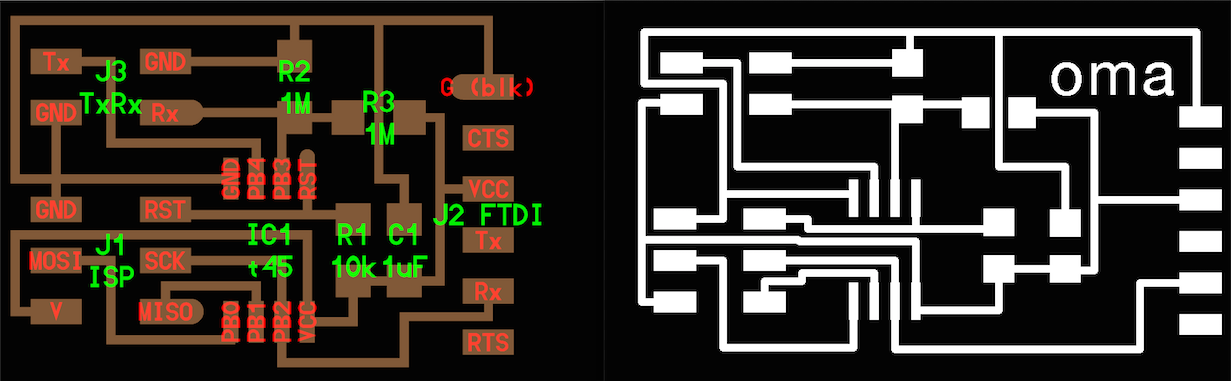 Tx
GND
J3
R2
G (blk)
TxRx
1M
R3
GND
Rx
1M
CTS
GND
PB4
PB3
RST
VCC
GND
RST
J2 FTDI
J1
IC1
R1
C1
Tx
MOSI
SCK
t45
10k
1uF
ISP
V
MISO
PB0
PB1
PB2
VCC
Rx
RTS
oma